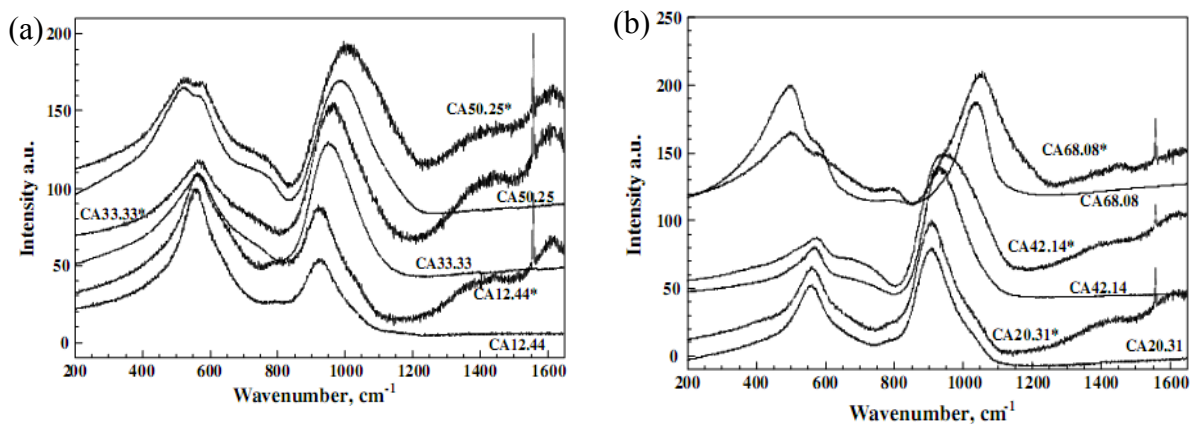 (a)
Intensity a.u.
200
150
100
50
0
CA50.25*
CA50.25
CA33.33*
CA33.33
CA12.44*
CA12.44
200 400 600 800 1000 1200 1400 1600
Wavenumber, cm-1
(b)
Intensity a.u.
250
200
150
100
50
0
CA68.08*
CA68.08
CA42.14*
CA42.14
CA20.31*
CA20.31
200 400 600 800 1000 1200 1400 1600
Wavenumber, cm-1